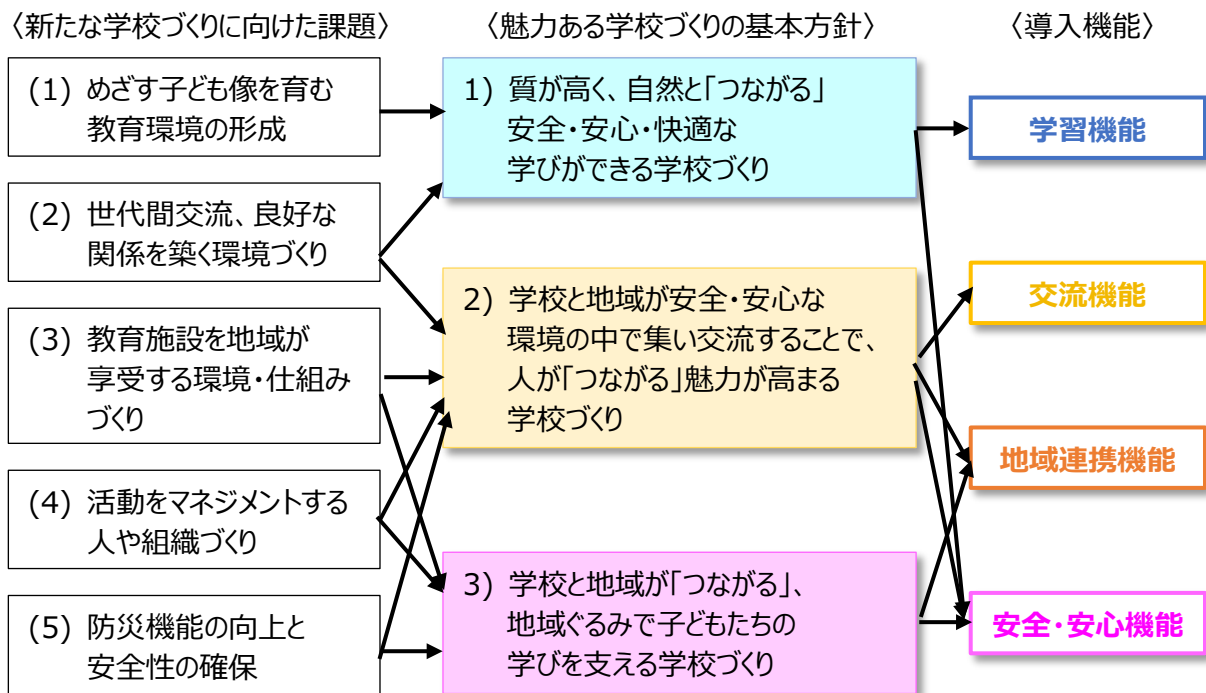 〈新たな学校づくりに向けた課題〉
〈魅力ある学校づくりの基本方針〉
〈導入機能〉
(1) めざす子ども像を育む
教育環境の形成
(2) 世代間交流、良好な
関係を築く環境づくり
(3) 教育施設を地域が
享受する環境・仕組み
づくり
(4) 活動をマネジメントする
人や組織づくり
(5) 防災機能の向上と
安全性の確保
1) 質が高く、自然と「つながる」
安全・安心・快適な
学びができる学校づくり
2) 学校と地域が安全・安心な
環境の中で集い交流することで、
人が「つながる」魅力が高まる
学校づくり
3) 学校と地域が「つながる」、
地域ぐるみで子どもたちの
学びを支える学校づくり
学習機能
交流機能
地域連携機能
安全・安心機能